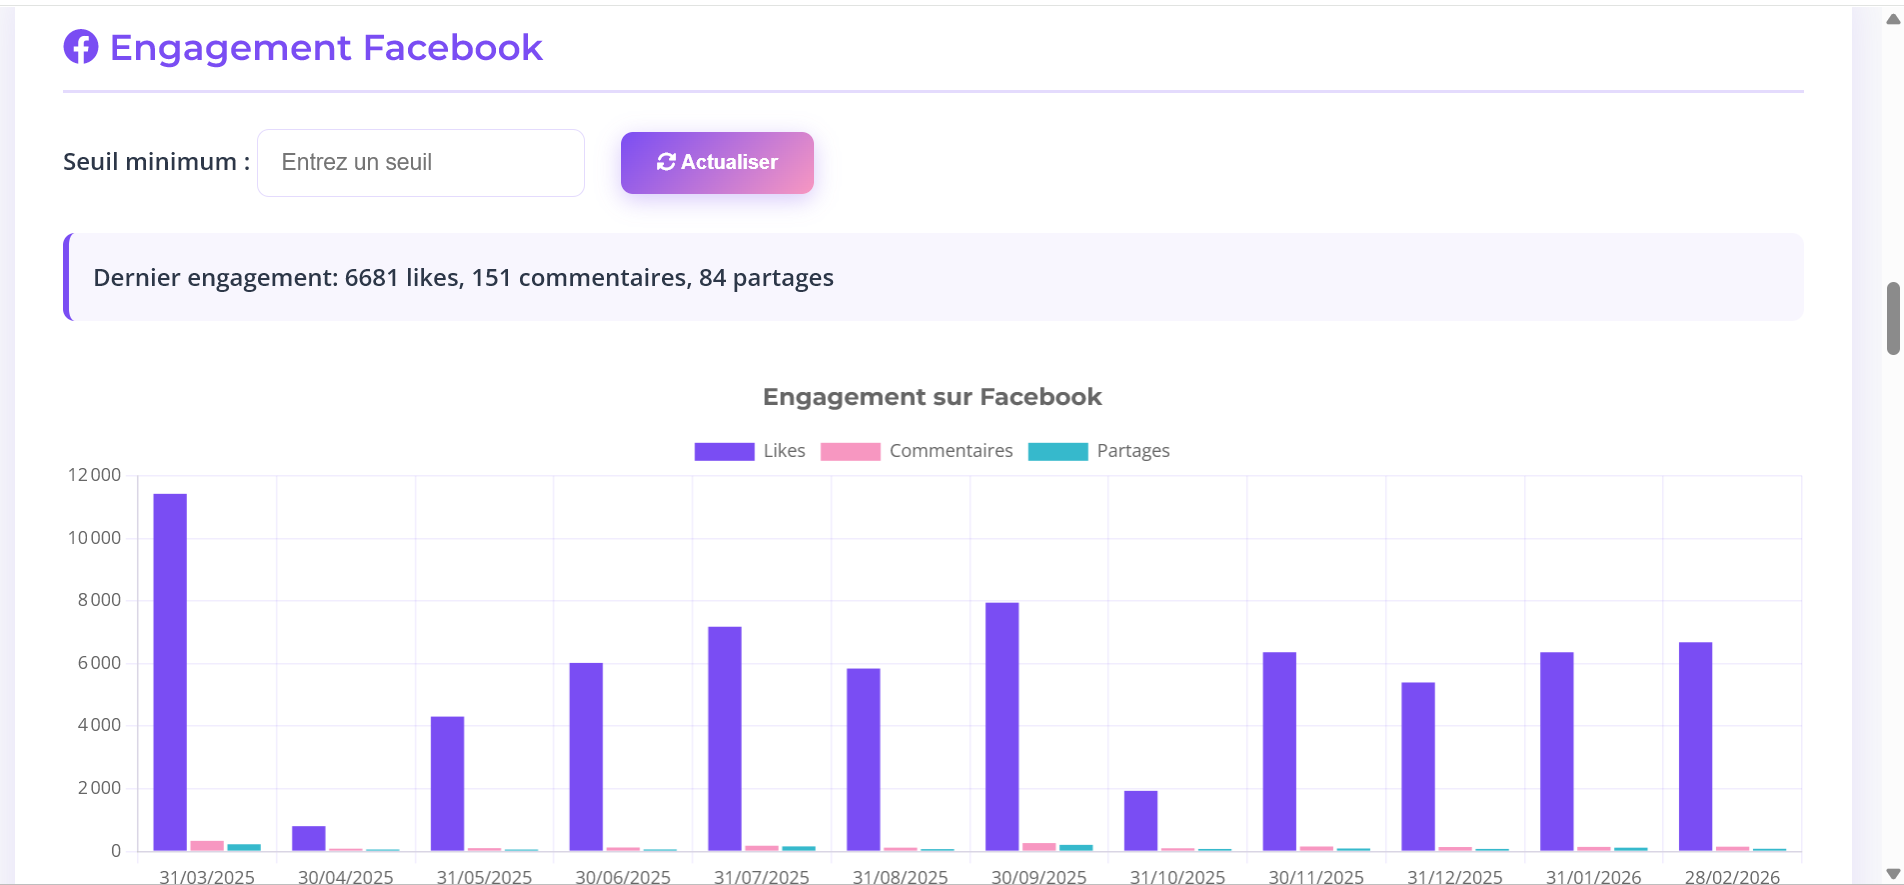 Engagement Facebook
Seuil minimum : Entrez un seuil Actualiser
Dernier engagement: 6681 likes, 151 commentaires, 84 partages
Engagement sur Facebook
Likes Commentaires Partages
12 000
10 000
8 000
6 000
4 000
2 000
0
31/03/2025 30/04/2025 31/05/2025 30/06/2025 31/07/2025 31/08/2025 30/09/2025 31/10/2025 30/11/2025 31/12/2025 31/01/2026 28/02/2026